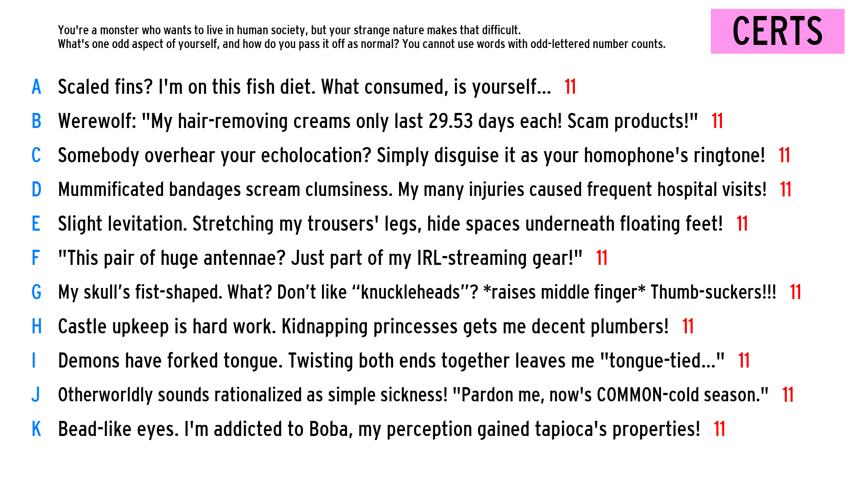 You're a monster who wants to live in human society, but your strange nature makes that difficult.
What's one odd aspect of yourself, and how do you pass it off as normal? You cannot use words with odd-lettered number counts.
CERTS
A Scaled fins? I'm on this fish diet. What consumed, is yourself... 11
B Werewolf: "My hair-removing creams only last 29.53 days each! Scam products!" 11
C Somebody overhear your echolocation? Simply disguise it as your homophone's ringtone! 11
D Mummificated bandages scream clumsiness. My many injuries caused frequent hospital visits! 11
E Slight levitation. Stretching my trousers' legs, hide spaces underneath floating feet! 11
F "This pair of huge antennae? Just part of my IRL-streaming gear!" 11
G My skull’s fist-shaped. What? Don’t like “knuckleheads”? *raises middle finger* Thumb-suckers!!! 11
H Castle upkeep is hard work. Kidnapping princesses gets me decent plumbers! 11
I Demons have forked tongue. Twisting both ends together leaves me "tongue-tied..." 11
J Otherworldly sounds rationalized as simple sickness! "Pardon me, now's COMMON-cold season." 11
K Bead-like eyes. I'm addicted to Boba, my perception gained tapioca's properties! 11